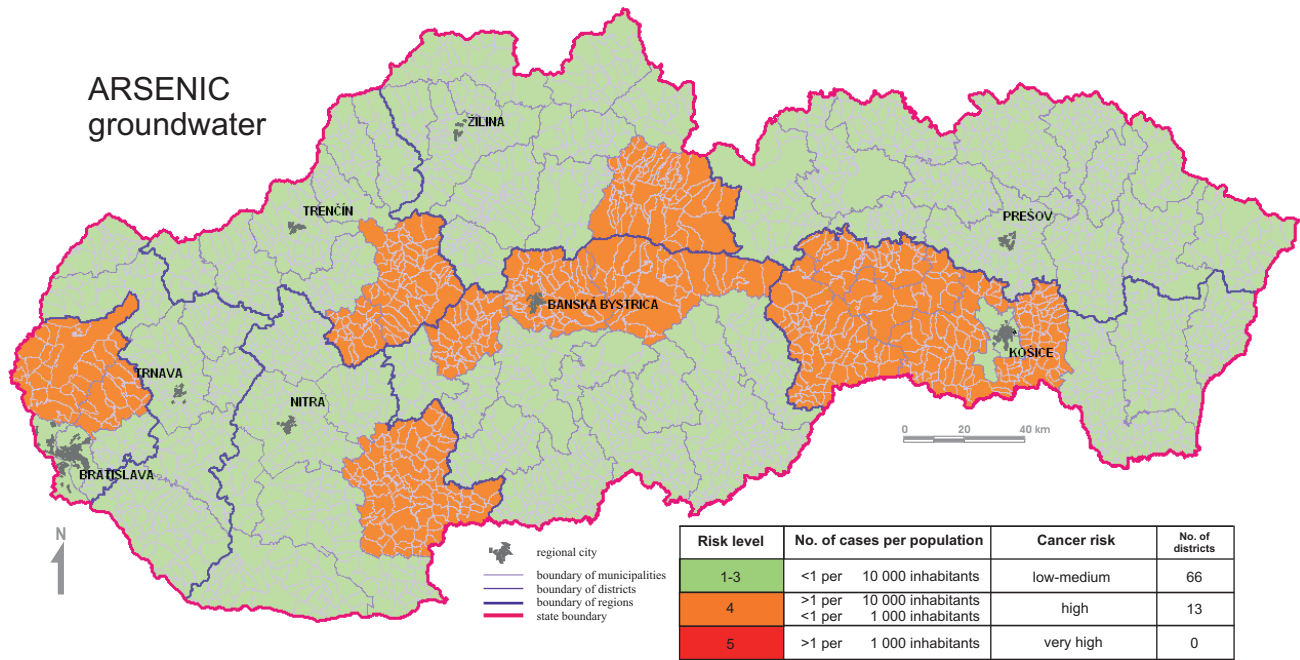 ARSENIC
groundwater
ŽILINA
TRENČÍN
PREŠOV
BANSKÁ BYSTRICA
KOŠICE
TRNAVA
NITRA
BRATISLAVA
0 20 40 km
N
regional city
boundary of municipalities
boundary of districts
boundary of regions
state boundary
Risk level No. of cases per population Cancer risk No. of districts
1-3 <1 per 10 000 inhabitants low-medium 66
4 >1 per 10 000 inhabitants high 13
<1 per 1 000 inhabitants
5 >1 per 1 000 inhabitants very high 0